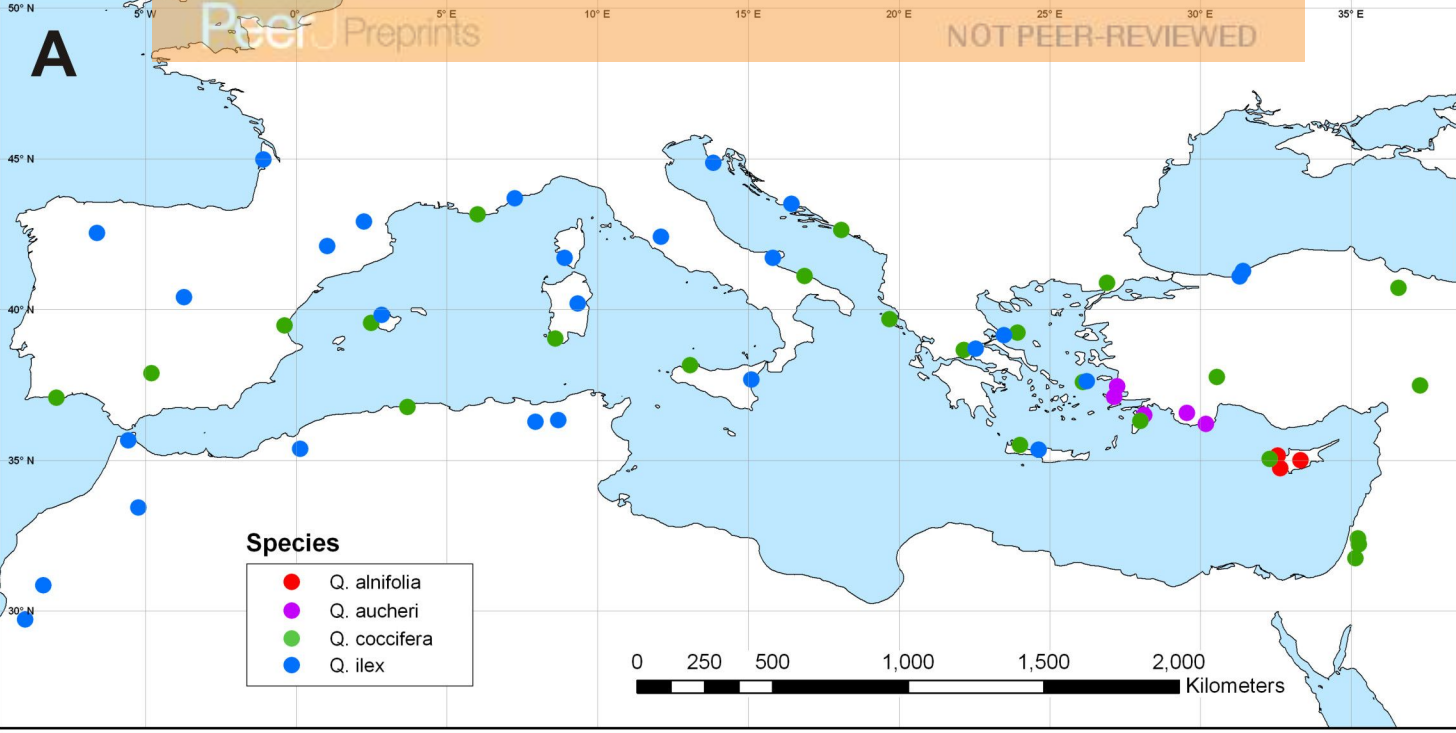 50° N 5° W 0° 5° E 10° E 15° E 20° E 25° E 30° E 35° E
PeerJ Preprints NOT PEER-REVIEWED
A
45° N
40° N
35° N
30° N
Species
Q. alnifolia
Q. aucheri
Q. coccifera
Q. ilex
0 250 500 1,000 1,500 2,000
Kilometers